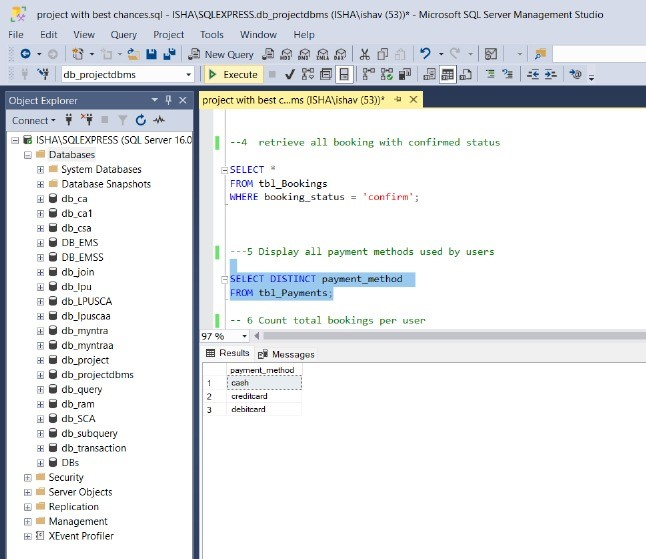 project with best chances.sql - ISHA\SQLEXPRESS.db_projectdbms (ISHA\ishav (53))* - Microsoft SQL Server Management Studio
File Edit View Query Project Tools Window Help
New Query
db_projectdbms Execute
Object Explorer
project with best c...ms (ISHA\ishav (53))*
Connect
ISHA\SQLEXPRESS (SQL Server 16.0
Databases
System Databases
Database Snapshots
db_ca
db_ca1
db_csa
DB_EMS
DB_EMSS
db_join
db_lpu
db_LPUSCA
db_lpuscaa
db_myntra
db_myntraa
db_project
db_projectdbms
db_query
db_ram
db_SCA
db_subquery
db_transaction
DBs
Security
Server Objects
Replication
Management
XEvent Profiler
--4 retrieve all booking with confirmed status
SELECT *
FROM tbl_Bookings
WHERE booking_status = 'confirm';
---5 Display all payment methods used by users
SELECT DISTINCT payment_method
FROM tbl_Payments;
-- 6 Count total bookings per user
97 %
Results Messages
payment_method
1 cash
2 creditcard
3 debitcard